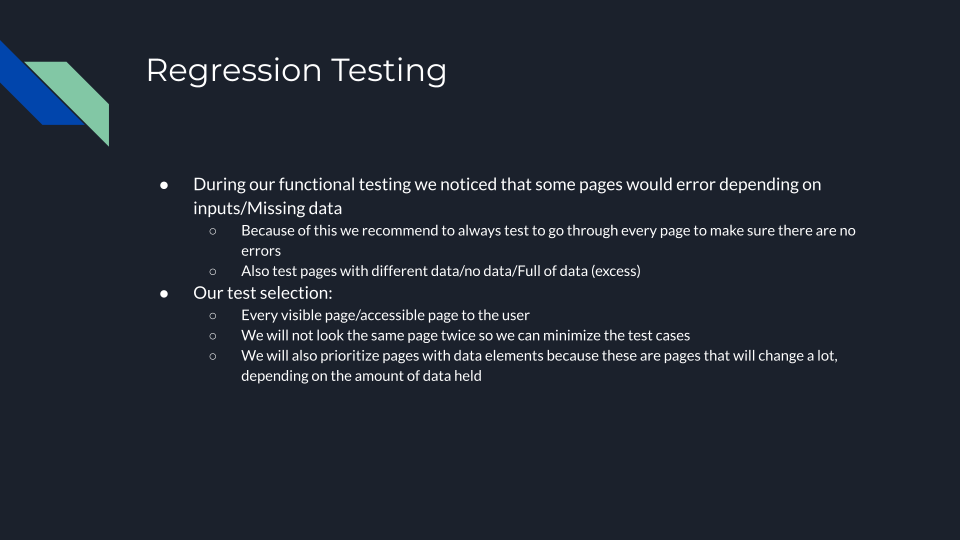 Regression Testing
● During our functional testing we noticed that some pages would error depending on
inputs/Missing data
○ Because of this we recommend to always test to go through every page to make sure there are no
errors
○ Also test pages with different data/no data/Full of data (excess)
● Our test selection:
○ Every visible page/accessible page to the user
○ We will not look the same page twice so we can minimize the test cases
○ We will also prioritize pages with data elements because these are pages that will change a lot,
depending on the amount of data held